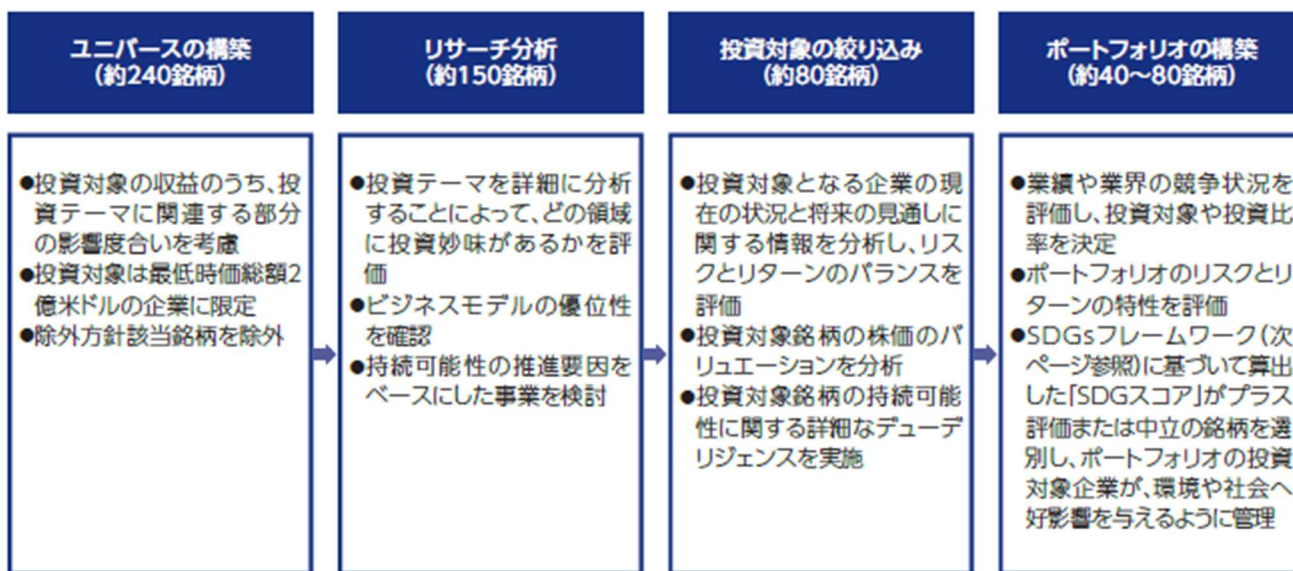 ユニバースの構築
(約240銘柄)
●投資対象の収益のうち、投
資テーマに関連する部分
の影響度合いを考慮
●投資対象は最低時価総額2
億米ドルの企業に限定
●除外方針該当銘柄を除外
リサーチ分析
(約150銘柄)
●投資テーマを詳細に分析
することによって、どの領域
に投資妙味があるかを評
価
●ビジネスモデルの優位性
を確認
●持続可能性の推進要因を
ベースにした事業を検討
投資対象の絞り込み
(約80銘柄)
●投資対象となる企業の現
在の状況と将来の見通しに
関する情報を分析し、リス
クとリターンのバランスを
評価
●投資対象銘柄の株価のバ
リュエーションを分析
●投資対象銘柄の持続可能
性に関する詳細なデューデ
リジェンスを実施
ポートフォリオの構築
(約40～80銘柄)
●業績や業界の競争状況を
評価し、投資対象や投資比
率を決定
●ポートフォリオのリスクとリ
ターンの特性を評価
●SDGsフレームワーク(次
ページ参照)に基づいて算出
した「SDGスコア」がプラス
評価または中立の銘柄を選
別し、ポートフォリオの投資
対象企業が、環境や社会へ
好影響を与えるように管理